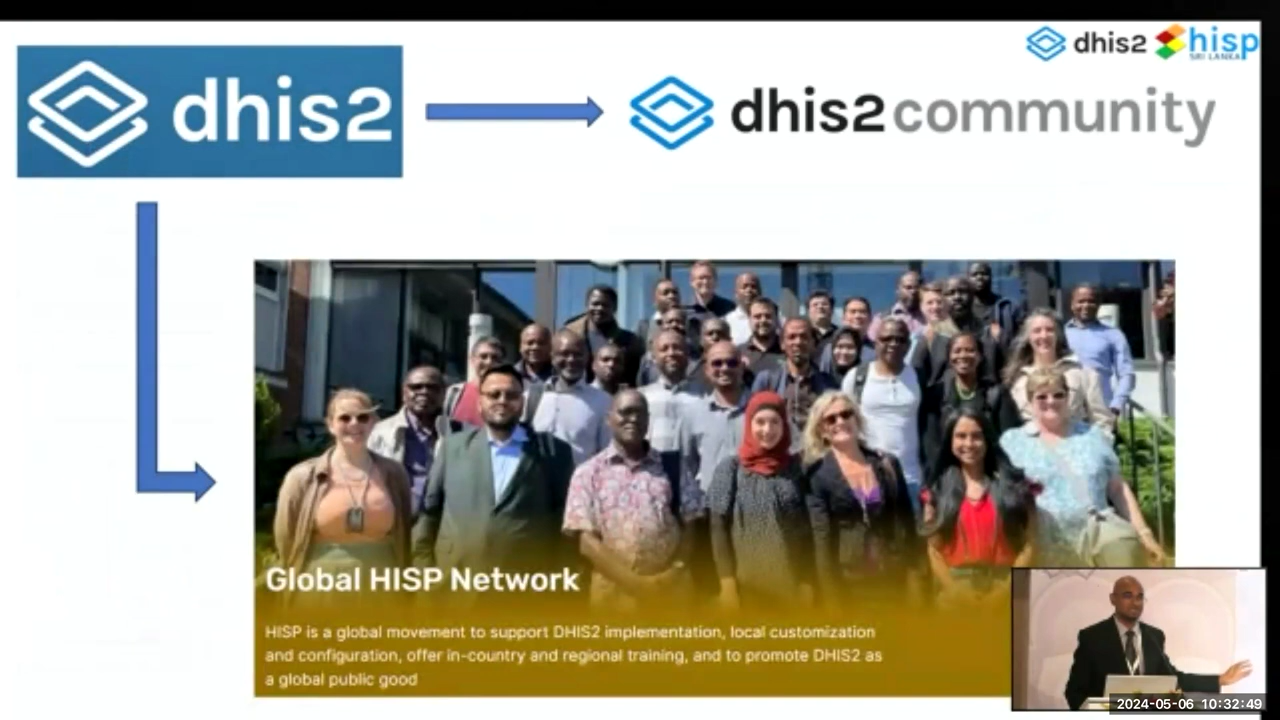 dhis2
hisp
SRI LANKA
dhis2
dhis2 community
Global HISP Network
HISP is a global movement to support DHIS2 implementation, local customization
and configuration, offer in-country and regional training, and to promote DHIS2 as
a global public good
2024-05-06 10:32:49